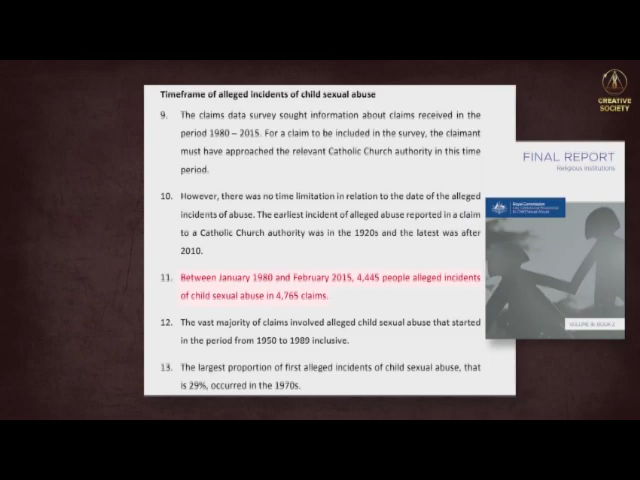 CREATIVE
SOCIETY
Timeframe of alleged incidents of child sexual abuse
9. The claims data survey sought information about claims received in the
period 1980 – 2015. For a claim to be included in the survey, the claimant
must have approached the relevant Catholic Church authority in this time
period.
10. However, there was no time limitation in relation to the date of the alleged
incidents of abuse. The earliest incident of alleged abuse reported in a claim
to a Catholic Church authority was in the 1920s and the latest was after
2010.
11. Between January 1980 and February 2015, 4,445 people alleged incidents
of child sexual abuse in 4,765 claims.
12. The vast majority of claims involved alleged child sexual abuse that started
in the period from 1950 to 1989 inclusive.
13. The largest proportion of first alleged incidents of child sexual abuse, that
is 29%, occurred in the 1970s.
FINAL REPORT
Religious Institutions
Royal Commission
to Child Sexual Abuse